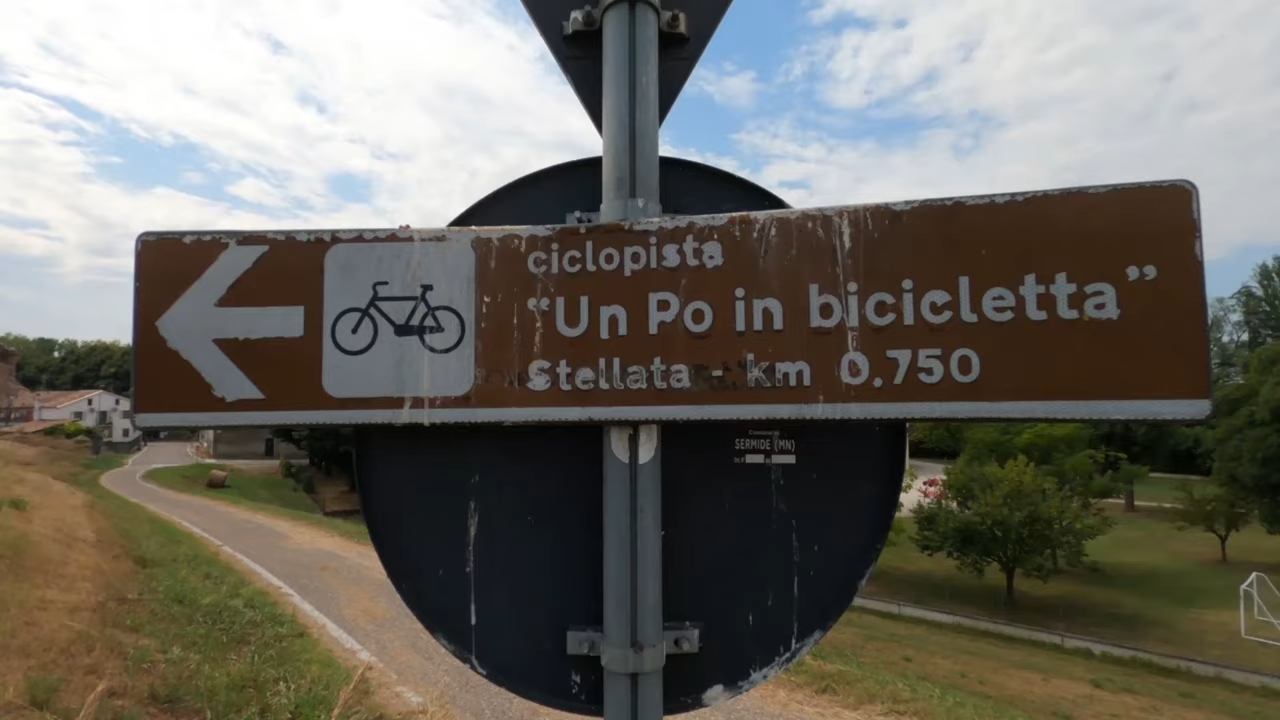 ciclopista
“Un Po in bicicletta”
Stellata - km 0.750
SERMIDE (MN)